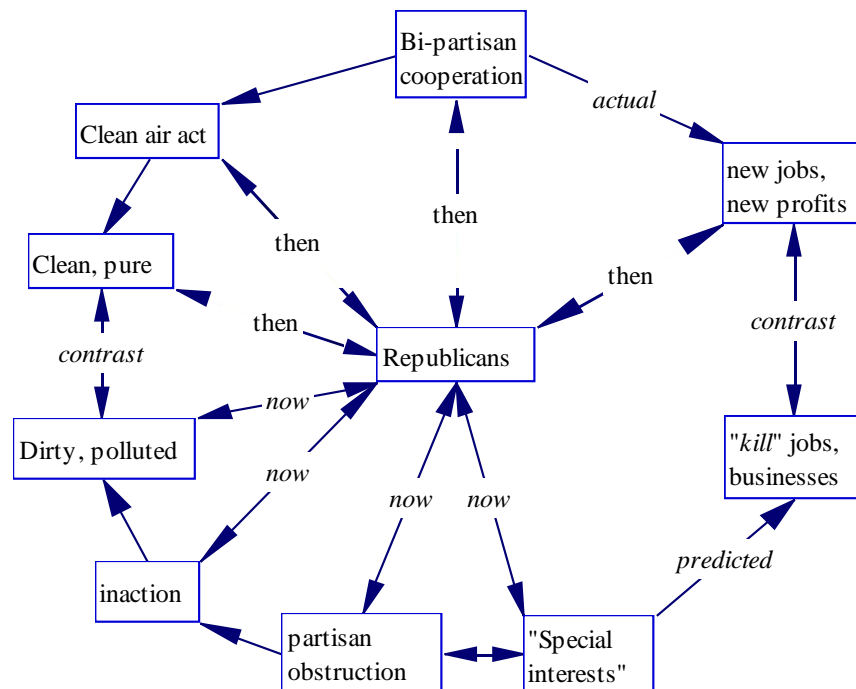 Bi-partisan
cooperation
actual
Clean air act
new jobs,
new profits
then
then
Clean, pure
then
then
contrast
contrast
Republicans
now
Dirty, polluted
"kill" jobs,
businesses
now
now
now
predicted
inaction
partisan
obstruction
"Special
interests"